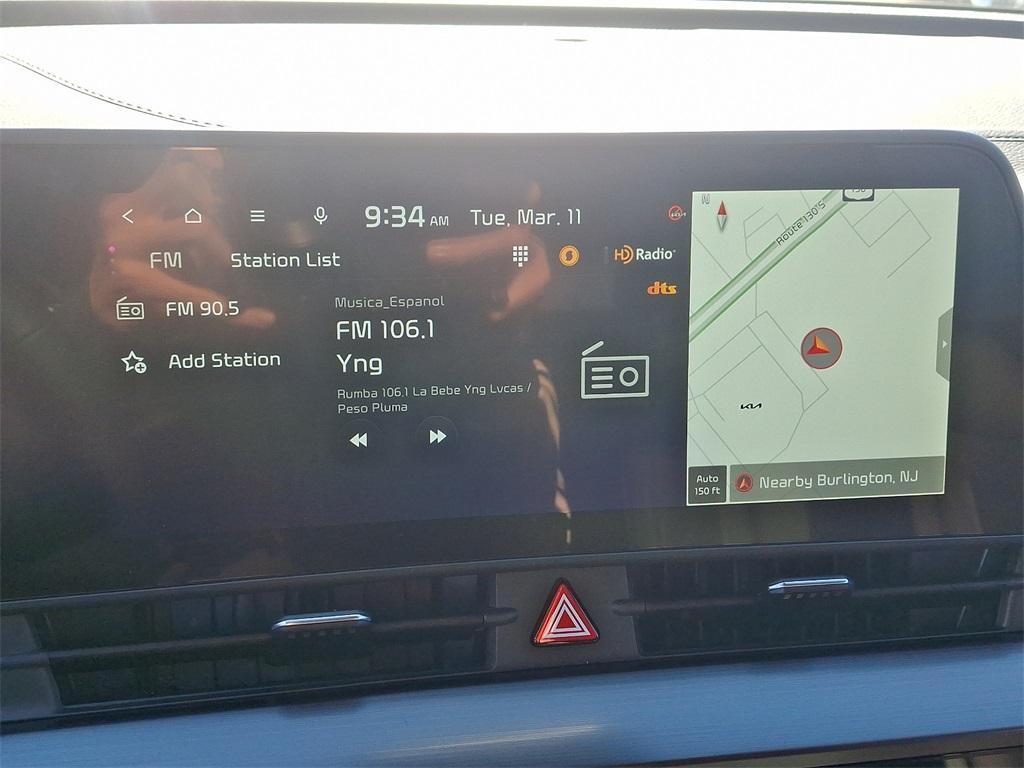 9:34 AM Tue, Mar. 11
FM Station List
HD Radio
dts
FM 90.5
Add Station
Musica_Espanol
FM 106.1
Yng
Rumba 106.1 La Bebe Yng Lvcas /
Peso Pluma
N
Route 130 S
KIA
Auto
150 ft
Nearby Burlington, NJ